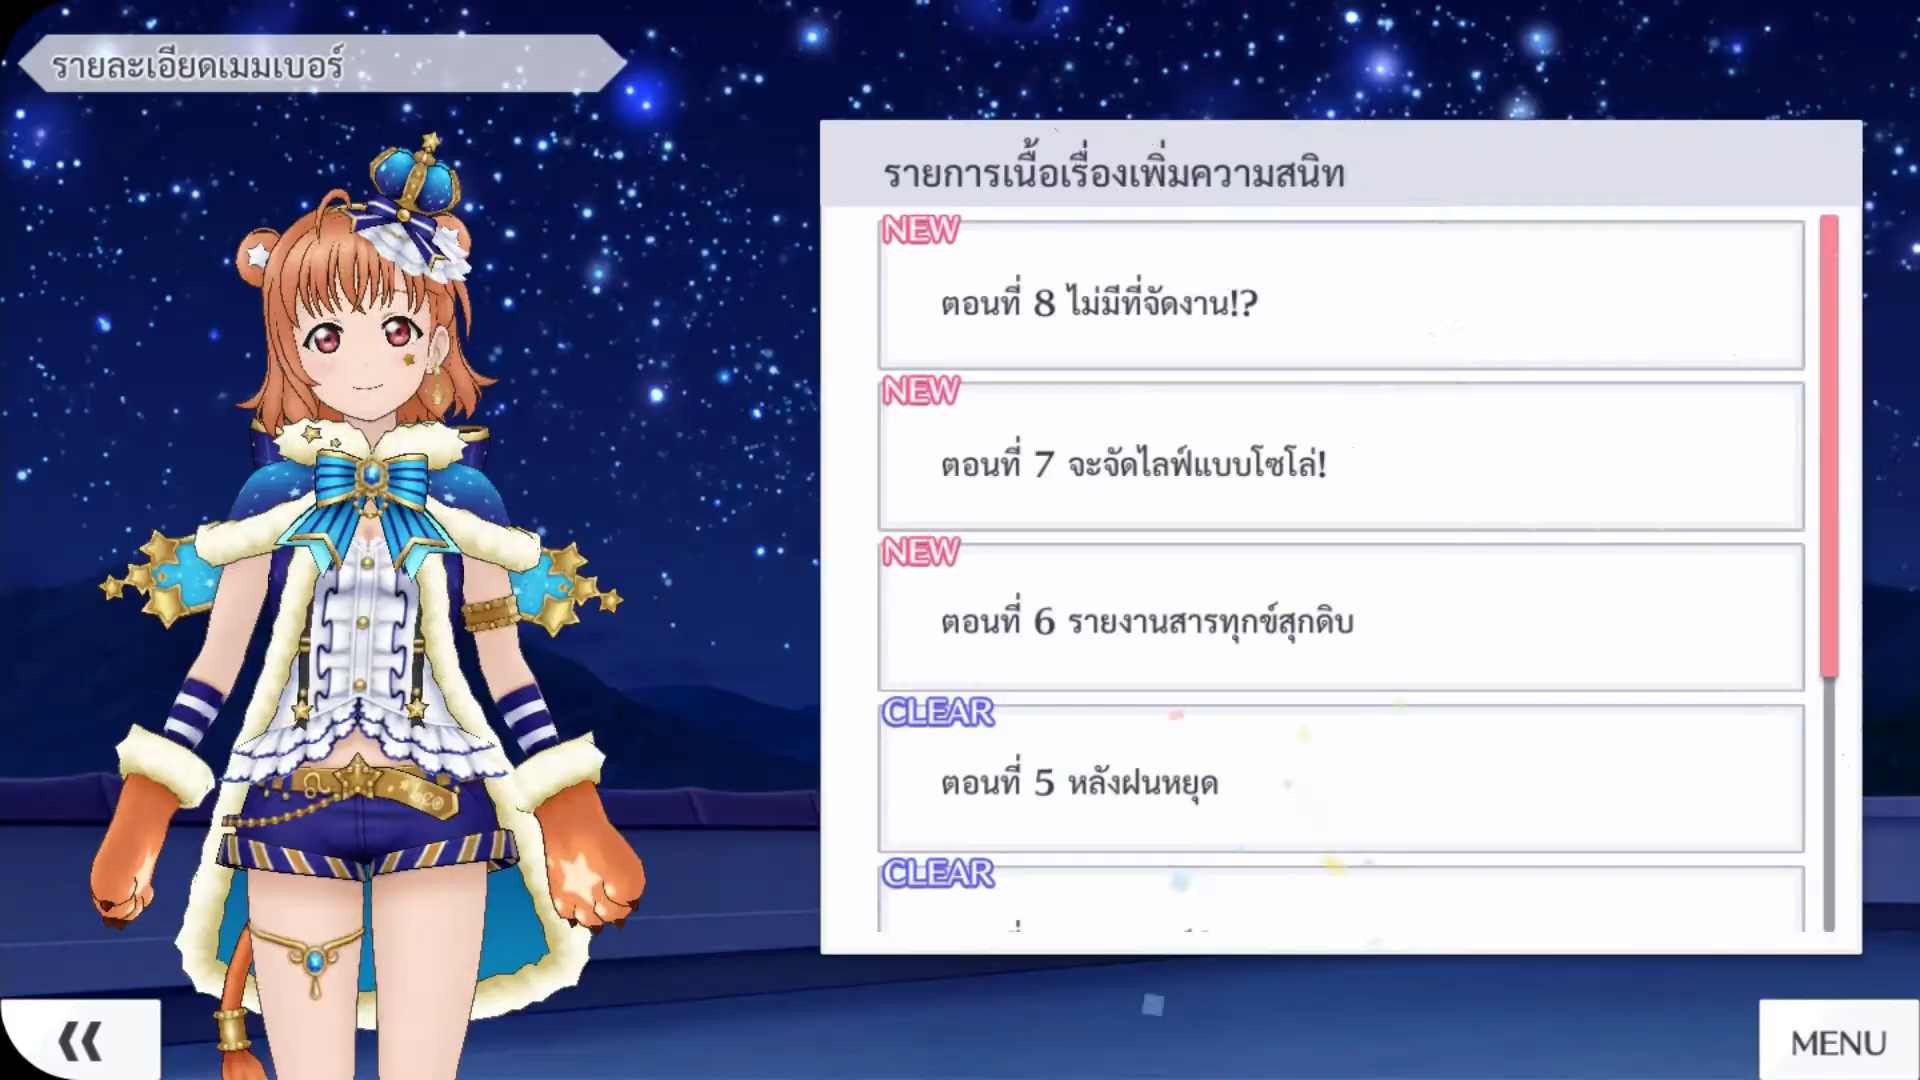 รายละเอียดเมมเบอร์
รายการเนื้อเรื่องเพิ่มความสนิท
NEW
ตอนที่ 8 ไม่มีที่จัดงาน!?
NEW
ตอนที่ 7 จะจัดไลฟ์แบบโซโล่!
NEW
ตอนที่ 6 รายงานสารทุกข์สุกดิบ
CLEAR
ตอนที่ 5 หลังฝนหยุด
CLEAR
Leo
MENU